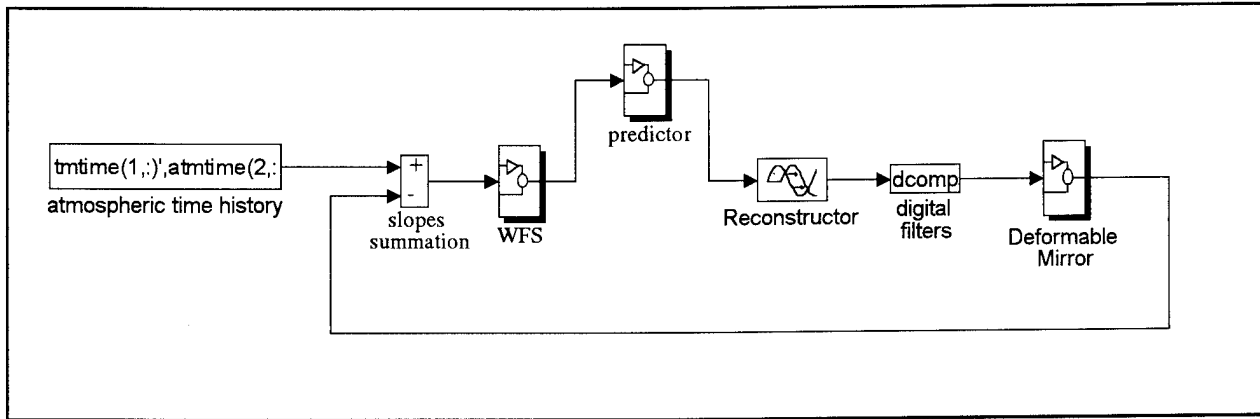 predictor
tmtime(1,:)',atmtime(2,:
atmospheric time history
+
-
slopes
summation
WFS
Reconstructor
dcomp
digital
filters
Deformable
Mirror